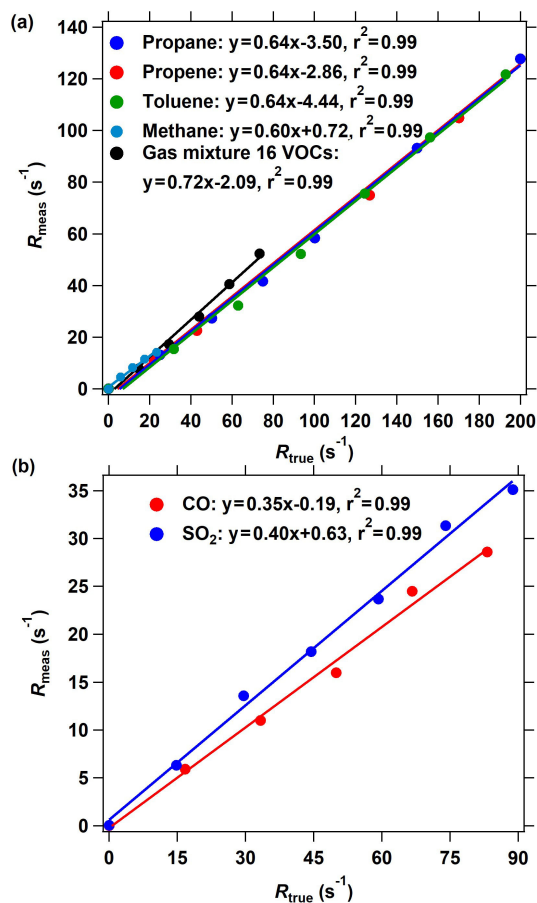 (a)
140
120
100
80
60
40
20
0
R_meas (s⁻¹)
Propane: y=0.64x-3.50, r²=0.99
Propene: y=0.64x-2.86, r²=0.99
Toluene: y=0.64x-4.44, r²=0.99
Methane: y=0.60x+0.72, r²=0.99
Gas mixture 16 VOCs:
y=0.72x-2.09, r²=0.99
0 20 40 60 80 100 120 140 160 180 200
R_true (s⁻¹)
(b)
35
30
25
20
15
10
5
0
R_meas (s⁻¹)
CO: y=0.35x-0.19, r²=0.99
SO₂: y=0.40x+0.63, r²=0.99
0 15 30 45 60 75 90
R_true (s⁻¹)